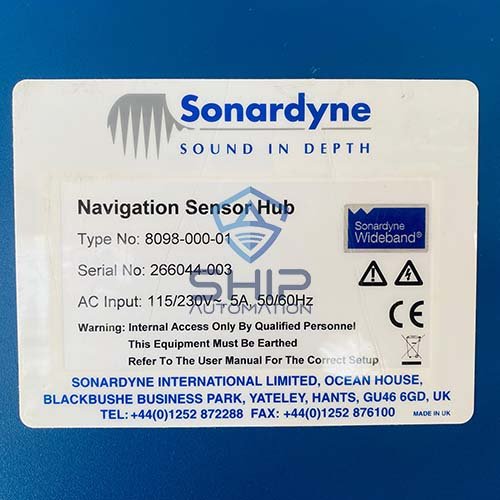 Sonardyne
SOUND IN DEPTH
Navigation Sensor Hub
Type No: 8098-000-01
Serial No: 266044-003
AC Input: 115/230V~, 5A, 50/60Hz
Sonardyne
Wideband®
CE
SHIP
AUTOMATION
Warning: Internal Access Only By Qualified Personnel
This Equipment Must Be Earthed
Refer To The User Manual For The Correct Setup
SONARDYNE INTERNATIONAL LIMITED, OCEAN HOUSE,
BLACKBUSHE BUSINESS PARK, YATELEY, HANTS, GU46 6GD, UK
TEL: +44(0)1252 872288 FAX: +44(0)1252 876100
MADE IN UK